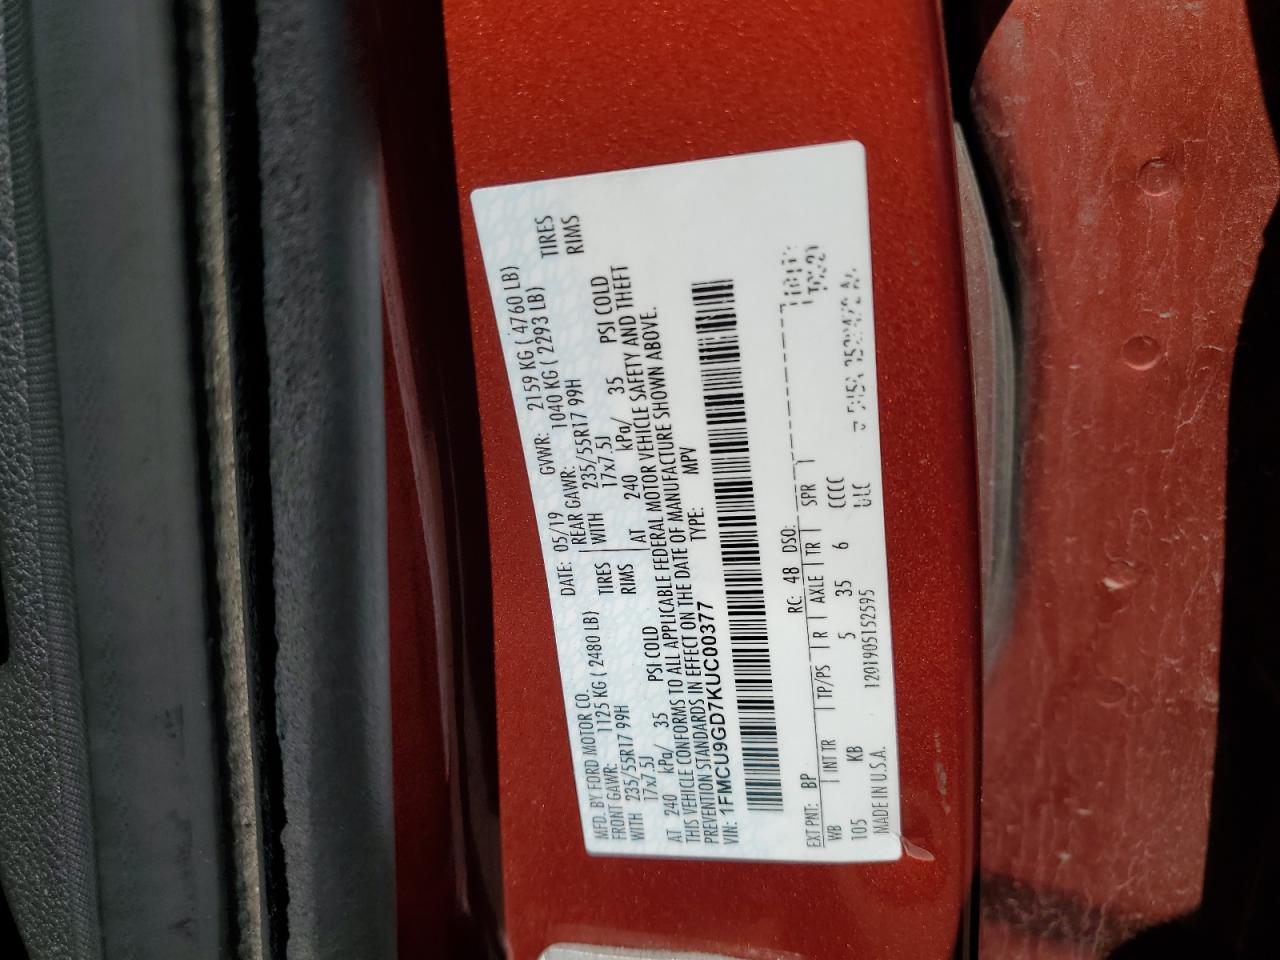 MFD. BY FORD MOTOR CO.
DATE: 05/19 GVWR: 2159 KG ( 4760 LB)
FRONT GAWR: 1125 KG ( 2480 LB) REAR GAWR: 1040 KG ( 2293 LB)
WITH 235/55R17 99H TIRES WITH 235/55R17 99H TIRES
17x7.5J RIMS 17x7.5J RIMS
AT 240 kPa/ 35 PSI COLD AT 240 kPa/ 35 PSI COLD
THIS VEHICLE CONFORMS TO ALL APPLICABLE FEDERAL MOTOR VEHICLE SAFETY AND THEFT
PREVENTION STANDARDS IN EFFECT ON THE DATE OF MANUFACTURE SHOWN ABOVE.
VIN: 1FMCU9GD7KUC00377 TYPE: MPV
EXT PNT: BP RC: 48 DSO:
WB INT TR TP/PS R AXLE TR SPR
105 KB 5 35 6 CCCC
MADE IN U.S.A. 1201905152595